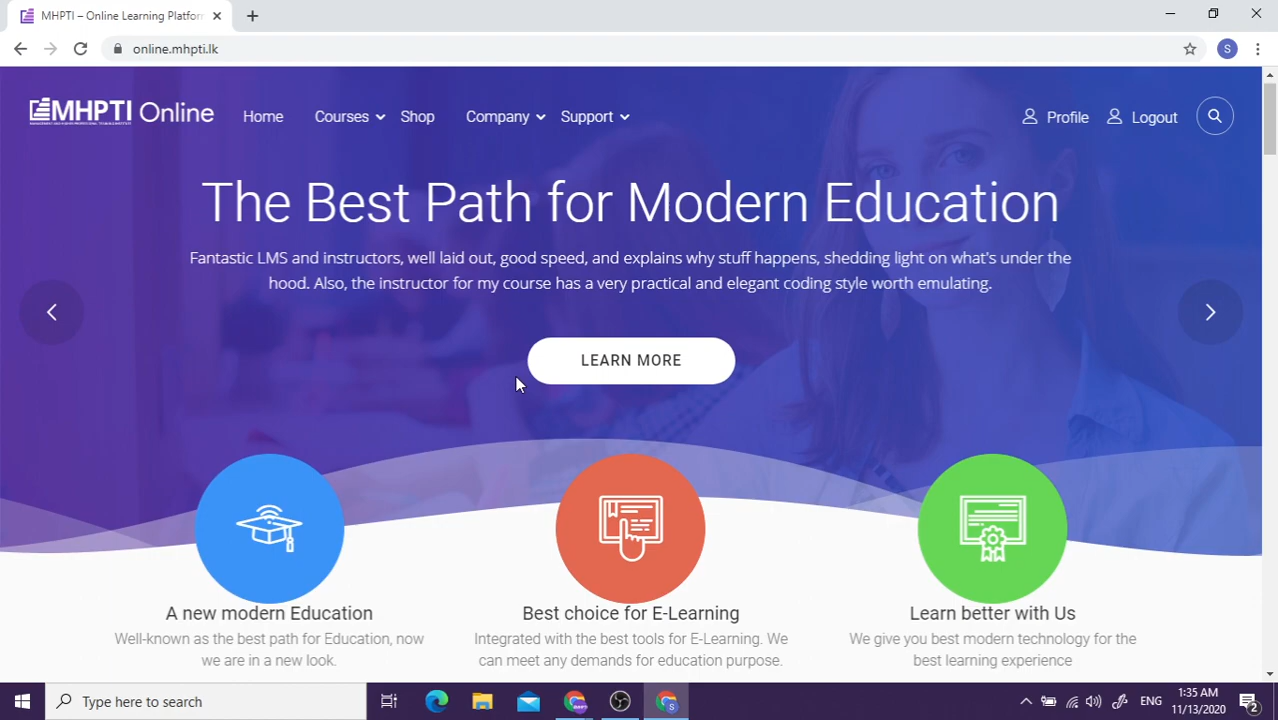 MHPTI – Online Learning Platform
online.mhpti.lk
S
MHPTI Online
Home Courses Shop Company Support
Profile Logout
The Best Path for Modern Education
Fantastic LMS and instructors, well laid out, good speed, and explains why stuff happens, shedding light on what's under the
hood. Also, the instructor for my course has a very practical and elegant coding style worth emulating.
LEARN MORE
A new modern Education
Well-known as the best path for Education, now
we are in a new look.
Best choice for E-Learning
Integrated with the best tools for E-Learning. We
can meet any demands for education purpose.
Learn better with Us
We give you best modern technology for the
best learning experience
Type here to search
ENG
1:35 AM
11/13/2020
2